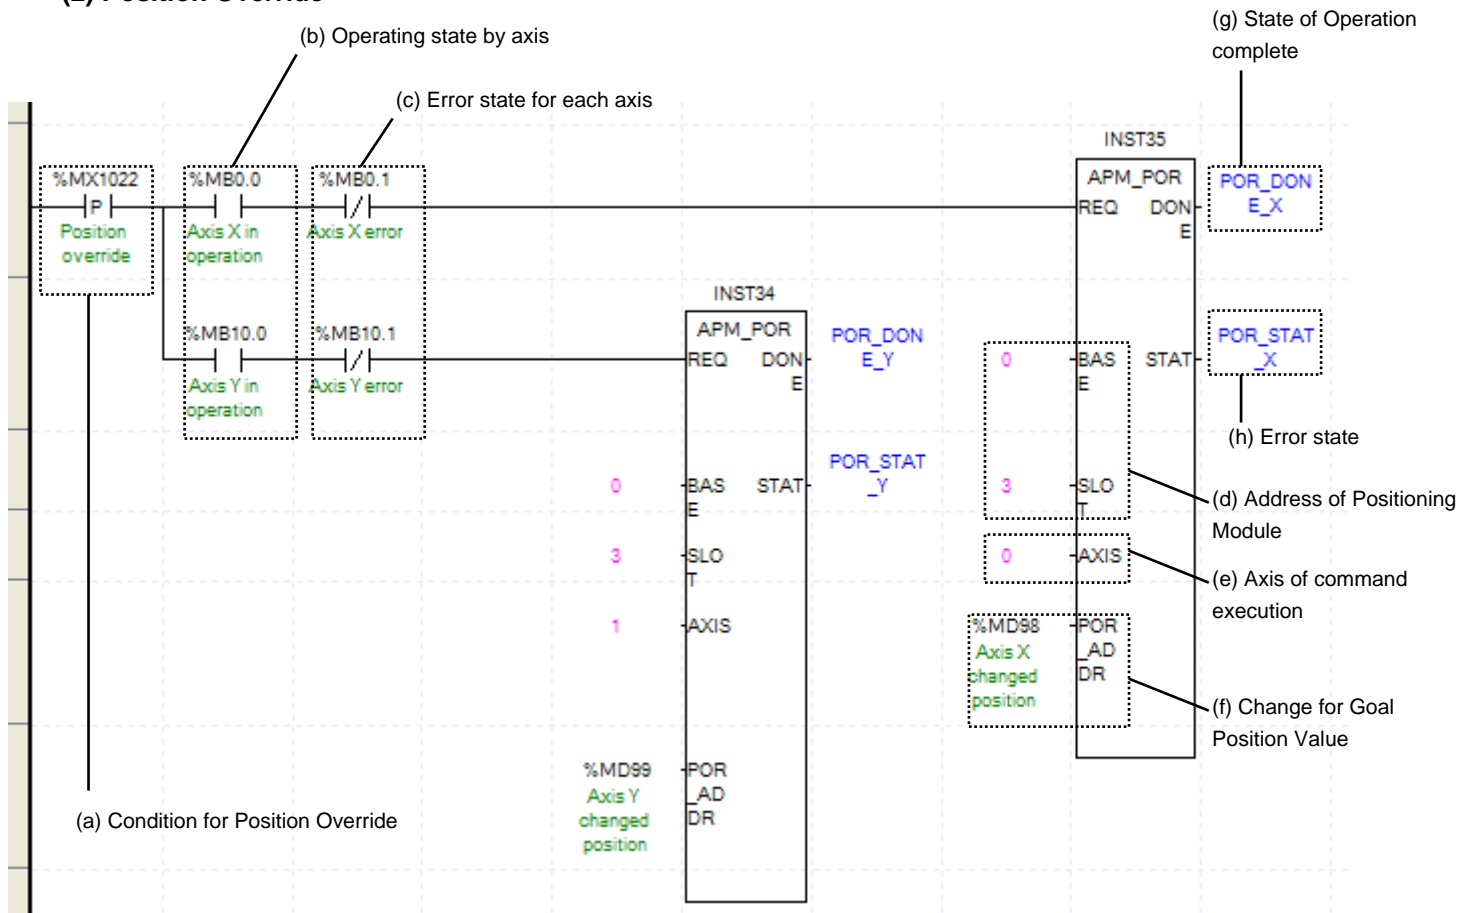 (2) Position Override
(g) State of Operation
complete
(b) Operating state by axis
(c) Error state for each axis
INST35
%MX1022
%MB0.0
%MB0.1
APM_POR
POR_DON
E_X
P
REQ
DON
E
Position
override
Axis X in
operation
Axis X error
INST34
%MB10.0
%MB10.1
APM_POR
POR_DON
E_Y
REQ
DON
E
0
BAS
E
STAT
POR_STAT
_X
Axis Y in
operation
Axis Y error
(h) Error state
0
BAS
E
STAT
POR_STAT
_Y
3
SLO
T
(d) Address of Positioning
Module
3
SLO
T
0
AXIS
(e) Axis of command
execution
1
AXIS
%MD98
Axis X
changed
position
POR
_AD
DR
(f) Change for Goal
Position Value
%MD99
Axis Y
changed
position
POR
_AD
DR
(a) Condition for Position Override